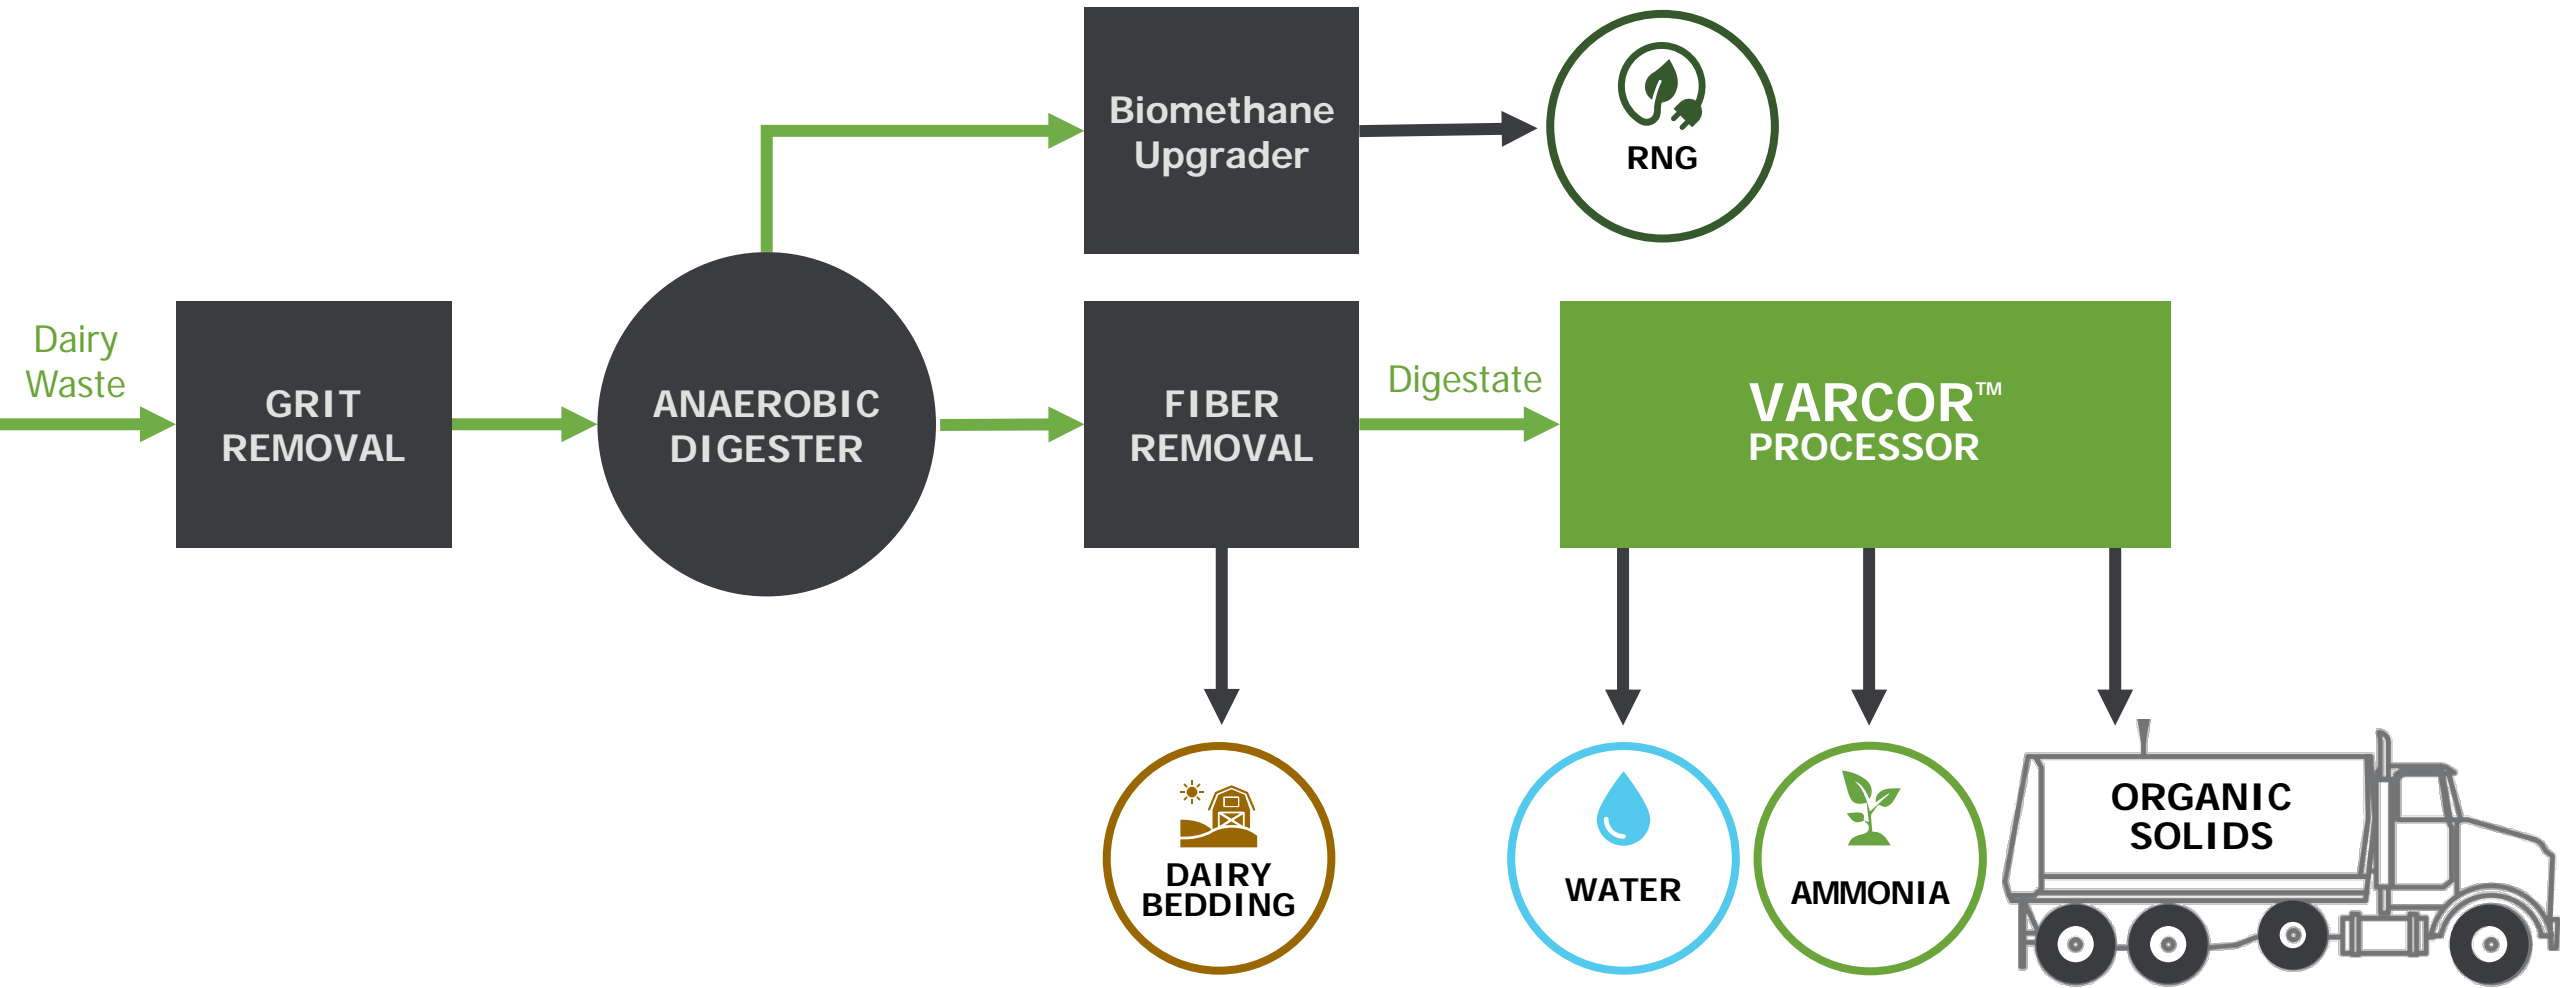 Biomethane
Upgrader
RNG
Dairy
Waste
GRIT
REMOVAL
ANAEROBIC
DIGESTER
FIBER
REMOVAL
Digestate
VARCOR™
PROCESSOR
DAIRY
BEDDING
WATER
AMMONIA
ORGANIC
SOLIDS